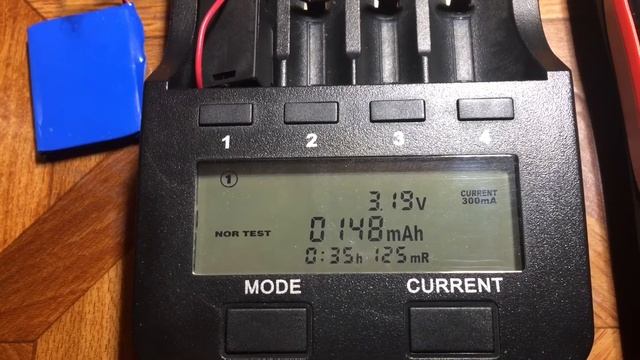 1 2 3 4
1
3.19V
CURRENT
300mA
NOR TEST
0148mAh
0:35h 125mR
MODE CURRENT